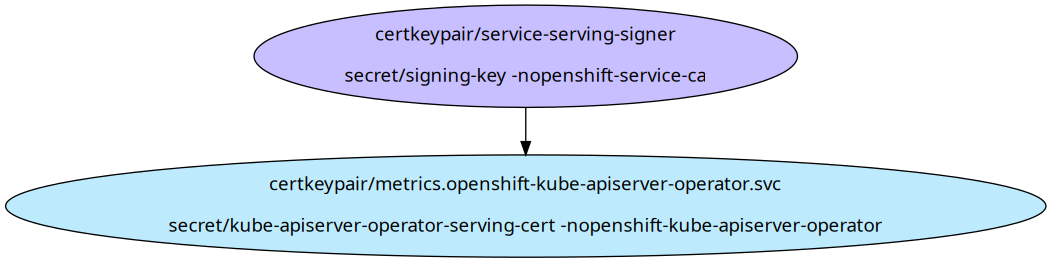 certkeypair/service-serving-signer
secret/signing-key -nopenshift-service-ca
certkeypair/metrics.openshift-kube-apiserver-operator.svc
secret/kube-apiserver-operator-serving-cert -nopenshift-kube-apiserver-operator